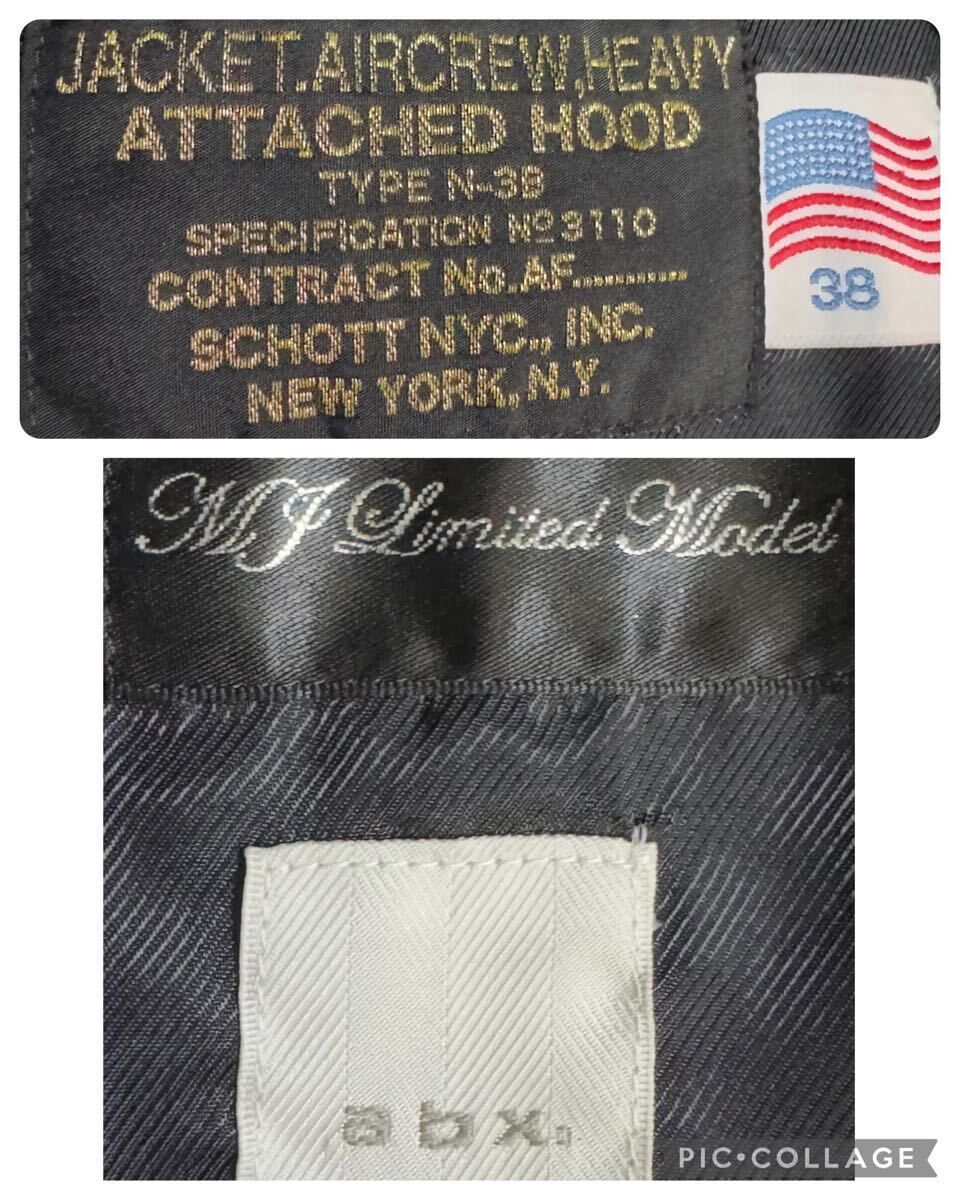 JACKET.AIRCREW,HEAVY
ATTACHED HOOD
TYPE N-3B
SPECIFICATION No3110
CONTRACT No.AF............
SCHOTT NYC., INC.
NEW YORK,N.Y.
38
MJ Limited Model
abx.
PIC•COLLAGE